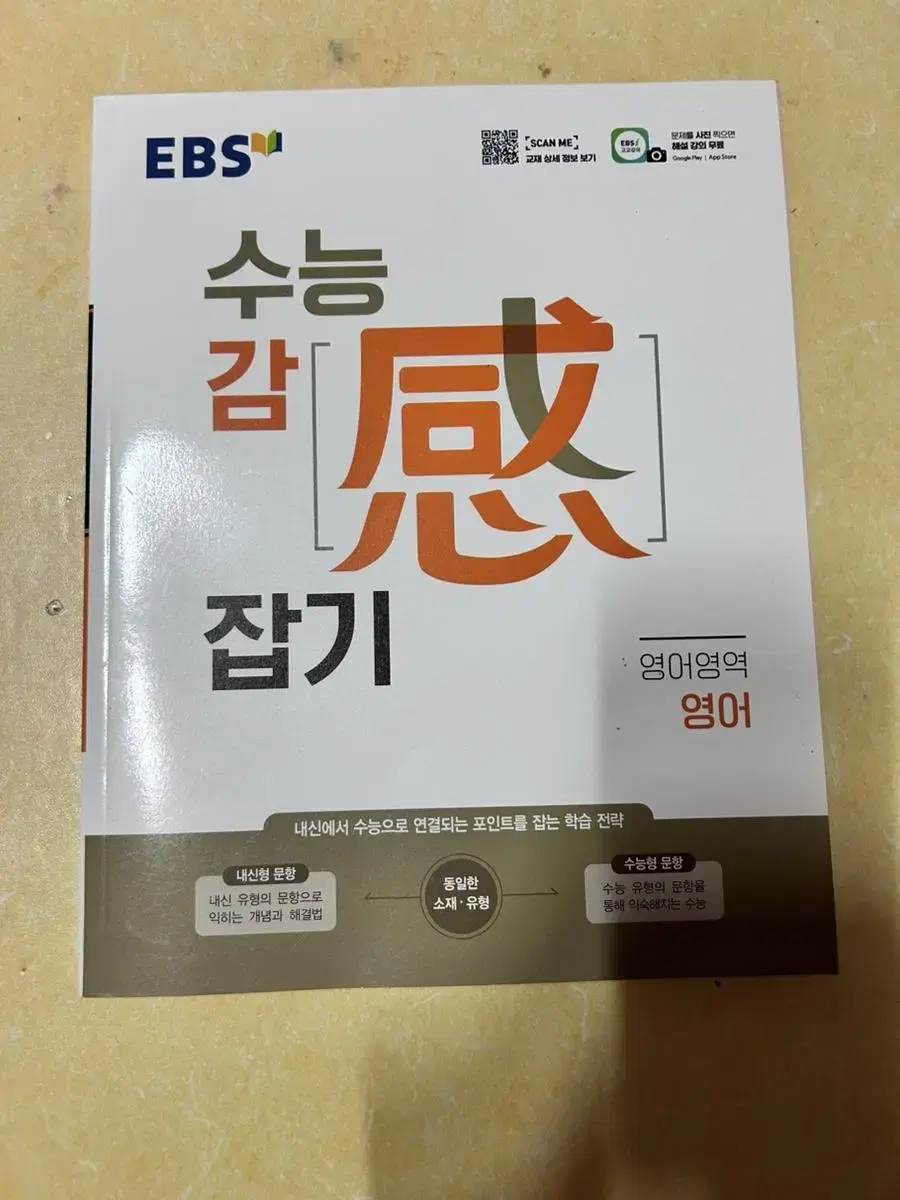 EBS
[SCAN ME]
교재 상세 정보 보기
EBSi
고교강의
문제를 사진 찍으면
해설 강의 무료
Google Play | App Store
수능
감[感]
잡기
영어영역
영어
내신에서 수능으로 연결되는 포인트를 잡는 학습 전략
내신형 문항
내신 유형의 문항으로
익히는 개념과 해결법
동일한
소재·유형
수능형 문항
수능 유형의 문항을
통해 익숙해지는 수능